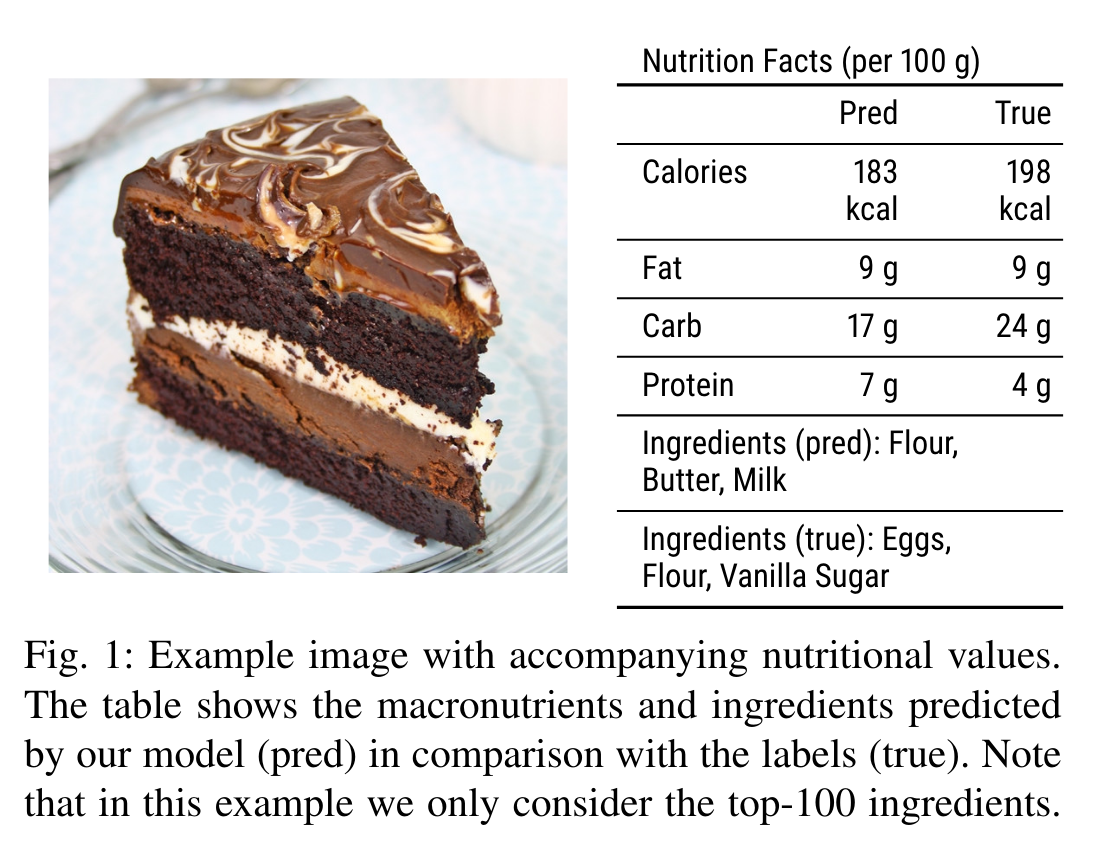 Nutrition Facts (per 100 g)
Pred True
Calories 183 kcal 198 kcal
Fat 9 g 9 g
Carb 17 g 24 g
Protein 7 g 4 g
Ingredients (pred): Flour,
Butter, Milk
Ingredients (true): Eggs,
Flour, Vanilla Sugar
Fig. 1: Example image with accompanying nutritional values.
The table shows the macronutrients and ingredients predicted
by our model (pred) in comparison with the labels (true). Note
that in this example we only consider the top-100 ingredients.